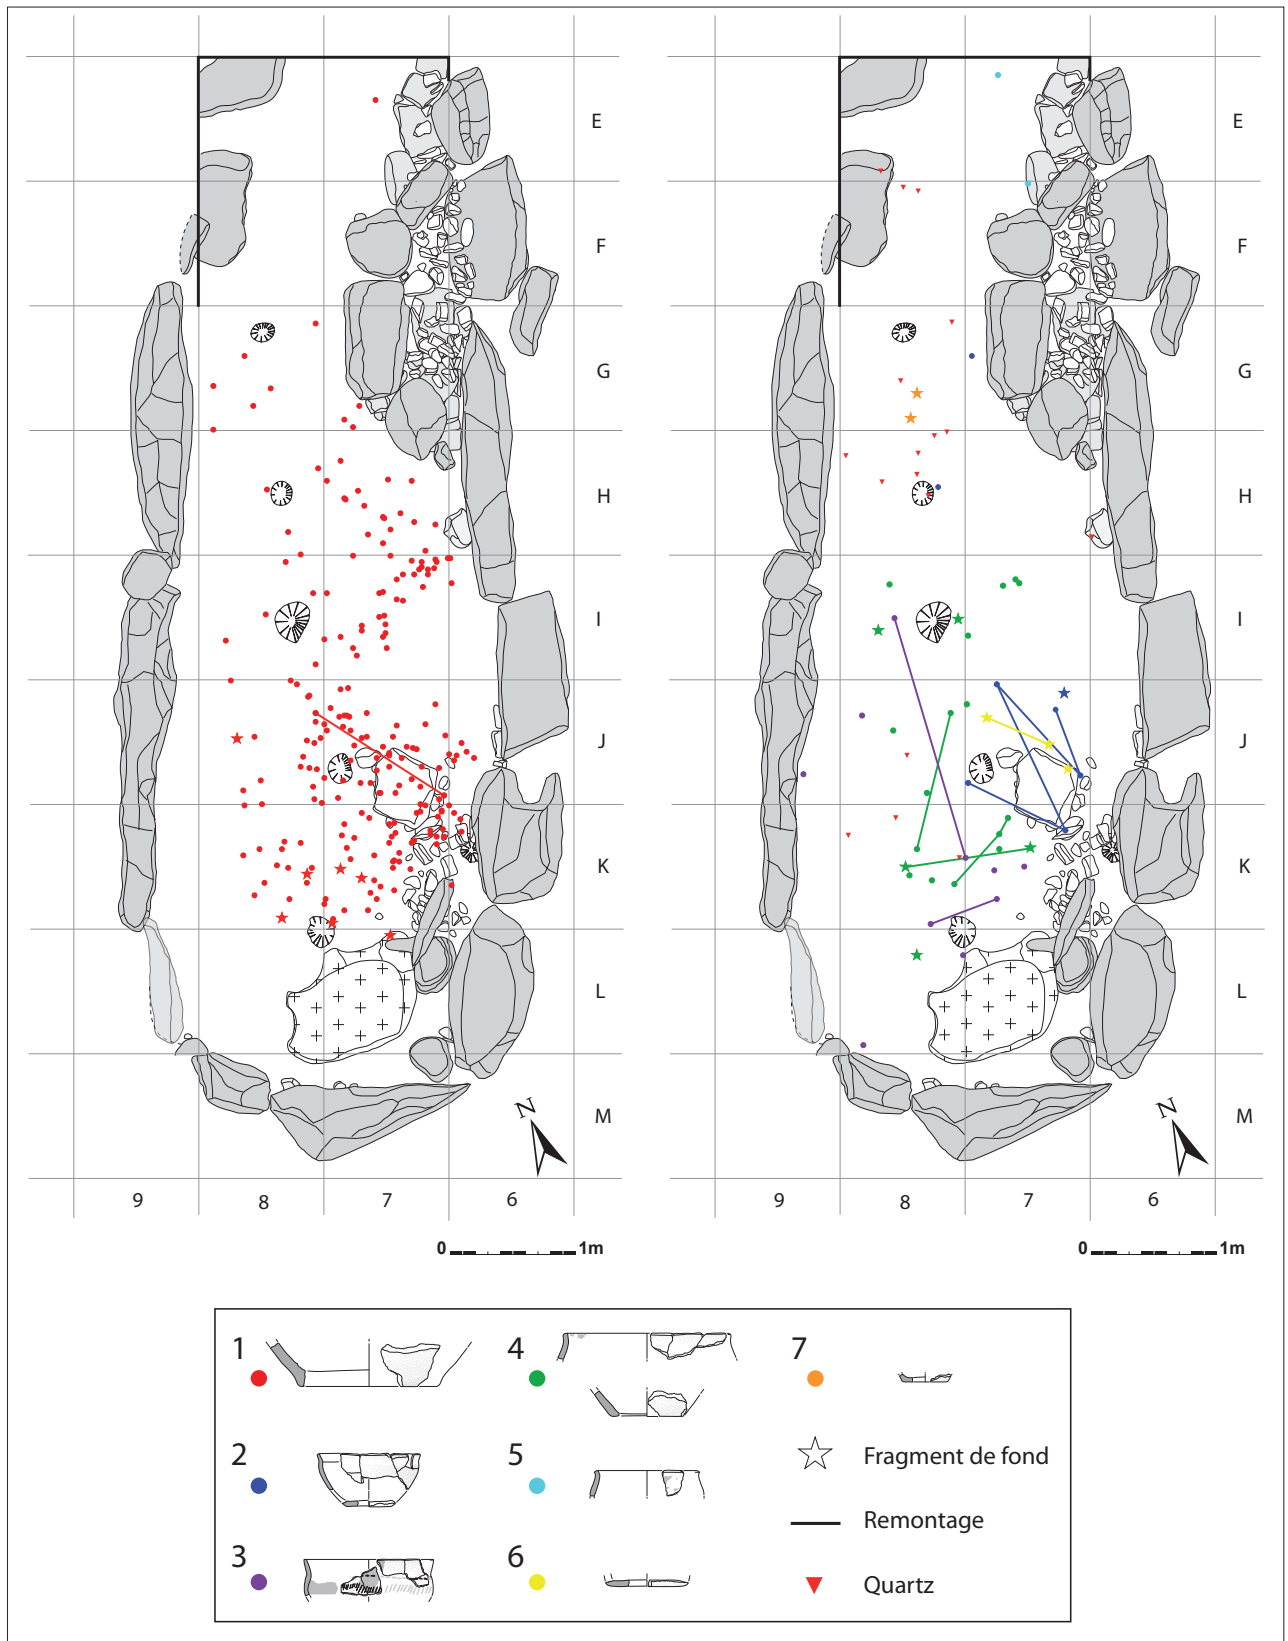 E E
F F
G G
H H
I I
J J
K K
L L
M M
N N
9 8 7 6 9 8 7 6
0 1m 0 1m
1 4 7
2 5 Fragment de fond
Remontage
3 6 Quartz